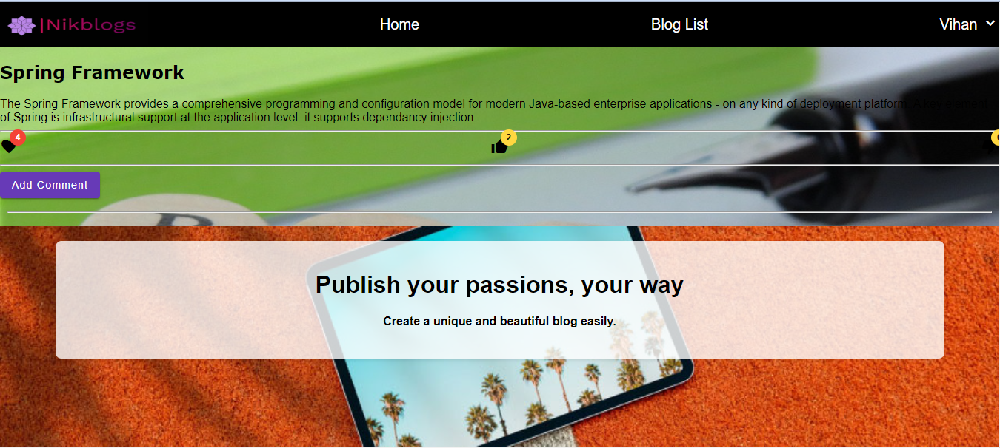 |Nikblogs
Home
Blog List
Vihan
Spring Framework
The Spring Framework provides a comprehensive programming and configuration model for modern Java-based enterprise applications - on any kind of deployment platform. A key element
of Spring is infrastructural support at the application level. it supports dependancy injection
4
2
Add Comment
Publish your passions, your way
Create a unique and beautiful blog easily.